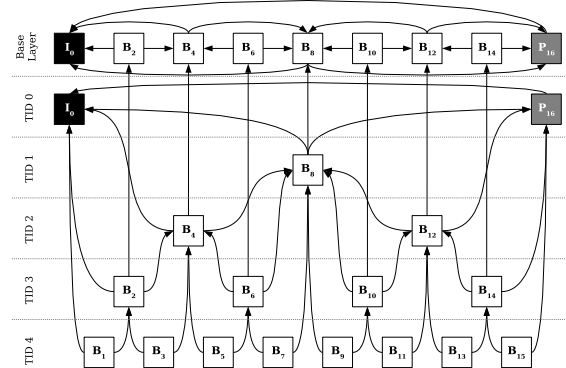 Base
Layer
I₀ B₂ B₄ B₆ B₈ B₁₀ B₁₂ B₁₄ P₁₆
TID 0
I₀ P₁₆
TID 1
B₈
TID 2
B₄ B₁₂
TID 3
B₂ B₆ B₁₀ B₁₄
TID 4
B₁ B₃ B₅ B₇ B₉ B₁₁ B₁₃ B₁₅